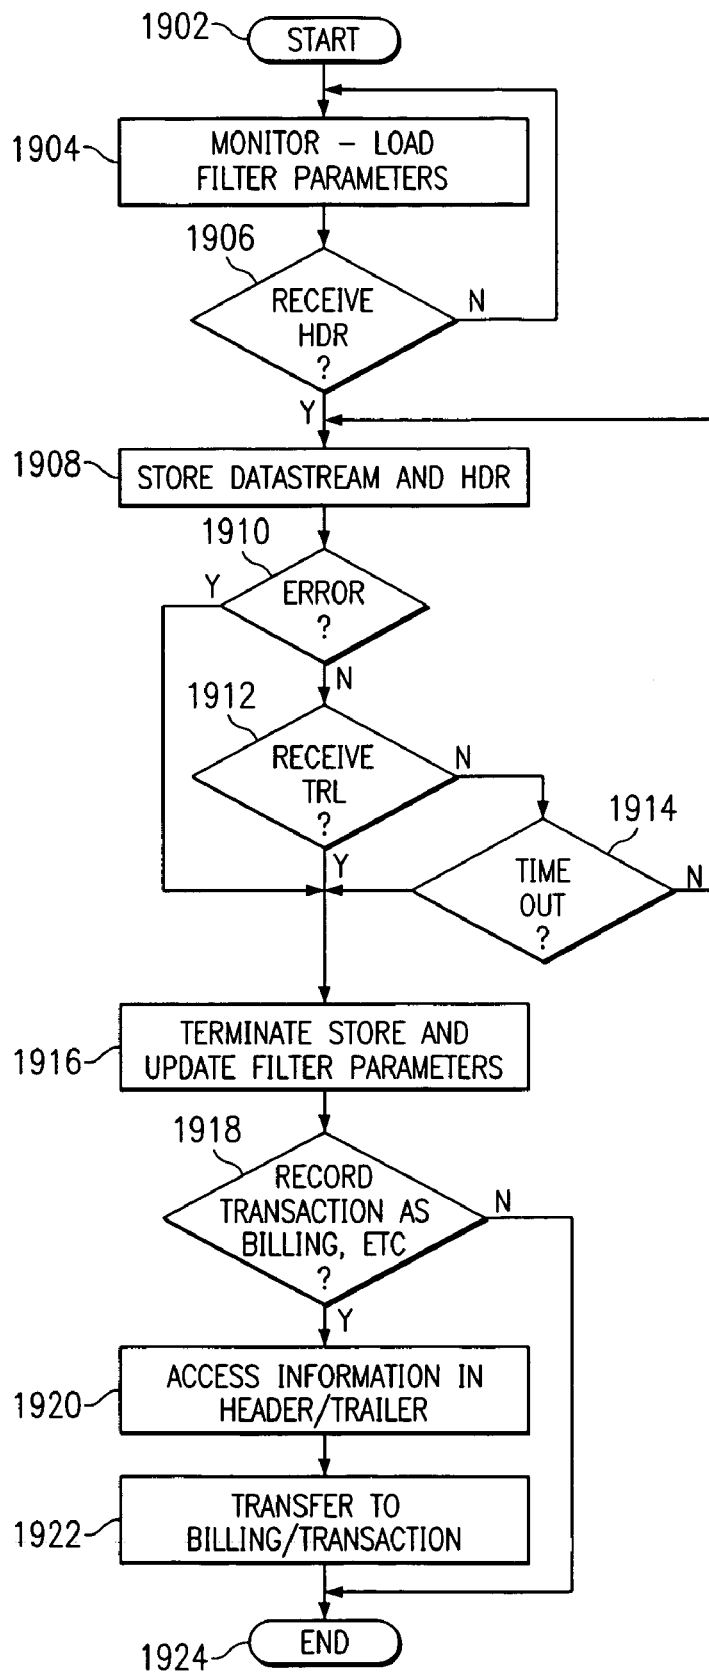 1902
START
1904
MONITOR – LOAD
FILTER PARAMETERS
1906
RECEIVE
HDR
?
N
Y
1908
STORE DATASTREAM AND HDR
1910
Y
ERROR
?
N
1912
RECEIVE
TRL
?
N
Y
1914
TIME
OUT
?
N
1916
TERMINATE STORE AND
UPDATE FILTER PARAMETERS
1918
RECORD
TRANSACTION AS
BILLING, ETC
?
N
Y
1920
ACCESS INFORMATION IN
HEADER/TRAILER
1922
TRANSFER TO
BILLING/TRANSACTION
1924
END